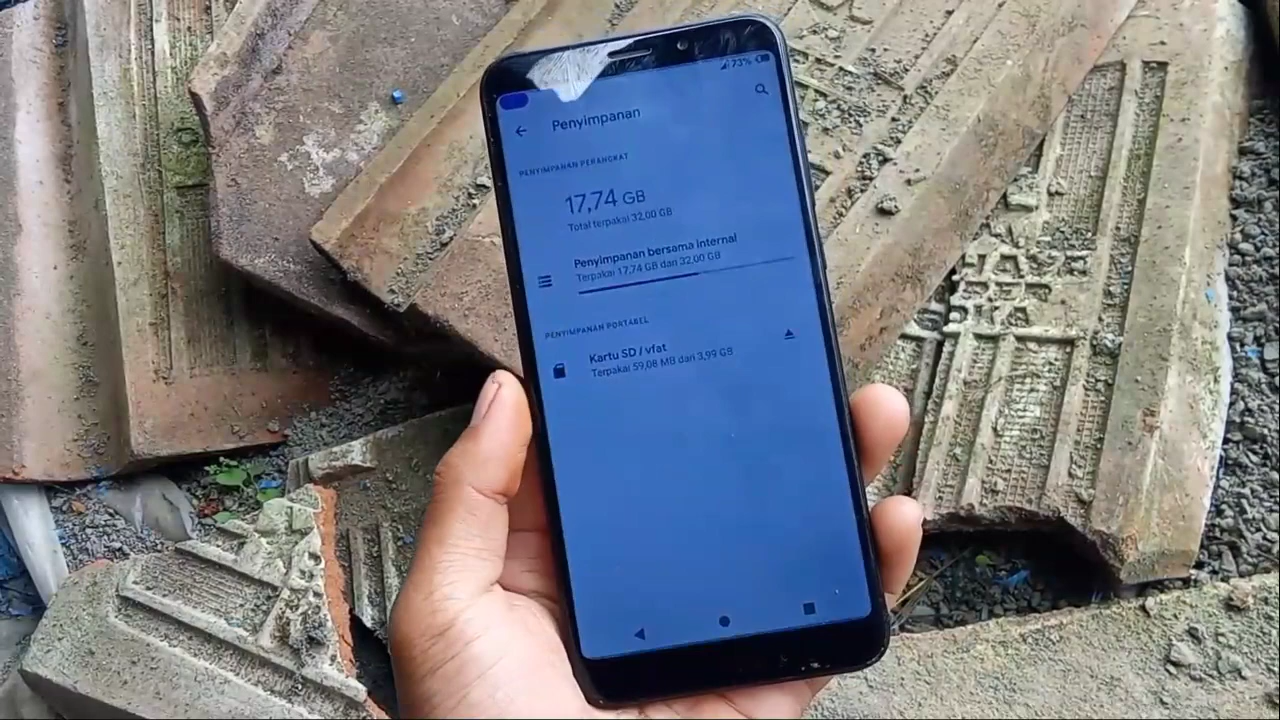 73%
Penyimpanan
PENYIMPANAN PERANGKAT
17,74 GB
Total terpakai 32,00 GB
Penyimpanan bersama internal
Terpakai 17,74 GB dari 32,00 GB
PENYIMPANAN PORTABEL
Kartu SD / vfat
Terpakai 59,08 MB dari 3,99 GB